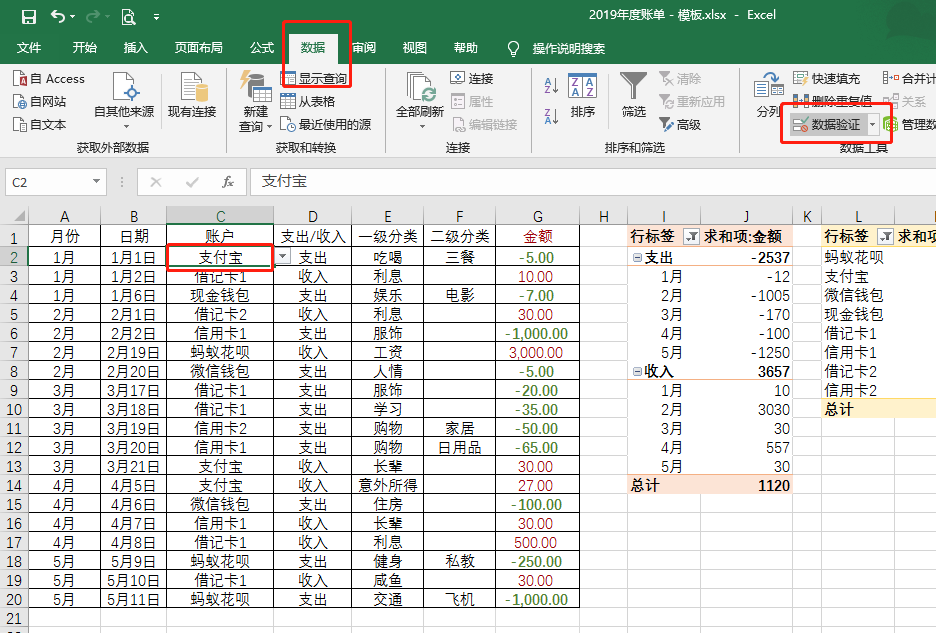 2019年度账单 - 模板.xlsx - Excel
文件 开始 插入 页面布局 公式 数据 审阅 视图 帮助 操作说明搜索
自 Access
自网站
自文本
自其他来源
现有连接
获取外部数据
新建
查询
显示查询
从表格
最近使用的源
获取和转换
全部刷新
连接
属性
编辑链接
连接
排序
筛选
清除
重新应用
高级
排序和筛选
分列
快速填充
删除重复值
数据验证
合并计
关系
管理数
数据工具
C2 fx 支付宝
A B C D E F G H I J K L
1 月份 日期 账户 支出/收入 一级分类 二级分类 金额 行标签 求和项:金额 行标签 求和项
2 1月 1月1日 支付宝 支出 吃喝 三餐 -5.00 支出 -2537 蚂蚁花呗
3 1月 1月2日 借记卡1 收入 利息 10.00 1月 -12 支付宝
4 1月 1月6日 现金钱包 支出 娱乐 电影 -7.00 2月 -1005 微信钱包
5 2月 2月1日 借记卡2 收入 利息 30.00 3月 -170 现金钱包
6 2月 2月2日 信用卡1 支出 服饰 -1,000.00 4月 -100 借记卡1
7 2月 2月19日 蚂蚁花呗 收入 工资 3,000.00 5月 -1250 信用卡1
8 2月 2月20日 微信钱包 支出 人情 -5.00 收入 3657 借记卡2
9 3月 3月17日 借记卡1 支出 服饰 -20.00 1月 10 信用卡2
10 3月 3月18日 借记卡1 支出 学习 -35.00 2月 3030 总计
11 3月 3月19日 信用卡2 支出 购物 家居 -50.00 3月 30
12 3月 3月20日 信用卡1 支出 购物 日用品 -65.00 4月 557
13 3月 3月21日 支付宝 收入 长辈 30.00 5月 30
14 4月 4月5日 支付宝 收入 意外所得 27.00 总计 1120
15 4月 4月6日 微信钱包 支出 住房 -100.00
16 4月 4月7日 信用卡1 收入 长辈 30.00
17 4月 4月8日 借记卡1 收入 利息 500.00
18 5月 5月9日 蚂蚁花呗 支出 健身 私教 -250.00
19 5月 5月10日 借记卡1 收入 咸鱼 30.00
20 5月 5月11日 蚂蚁花呗 支出 交通 飞机 -1,000.00
21